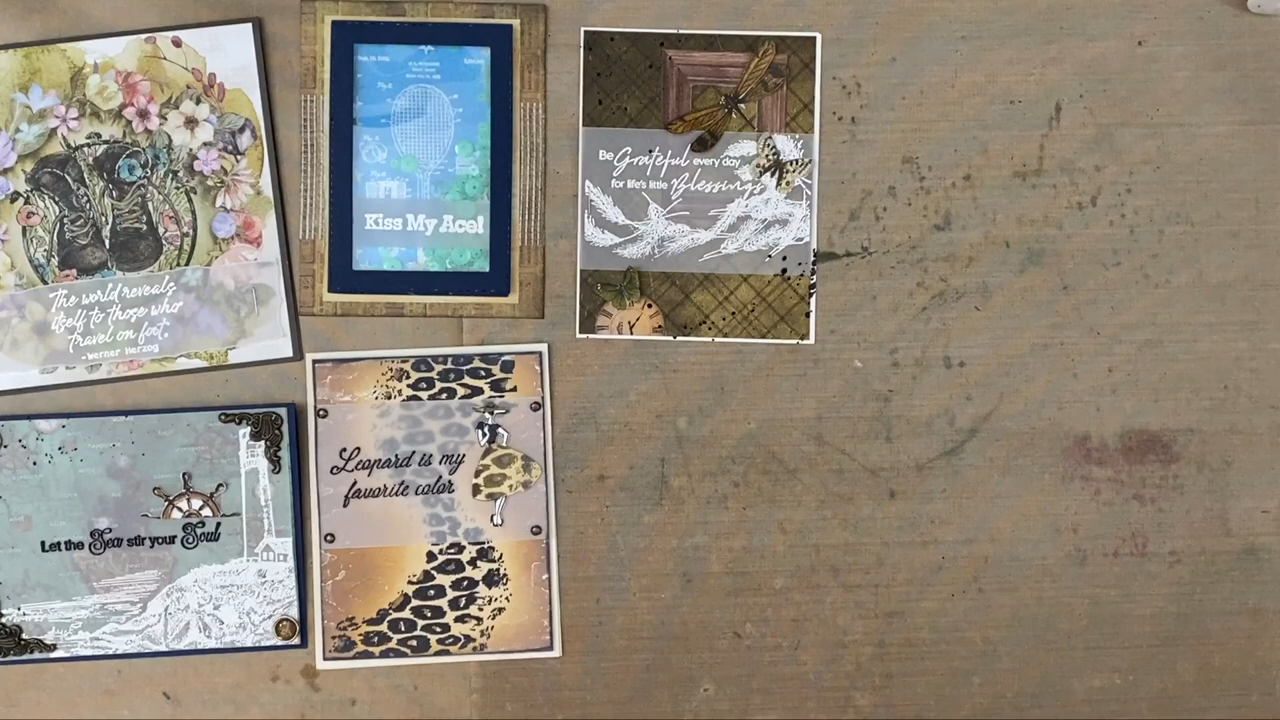 The world reveals
itself to those who
travel on foot.
-Werner Herzog
Kiss My Ace!
Be Grateful every day
for life's little Blessings
Let the Sea stir your Soul
Leopard is my
favorite color